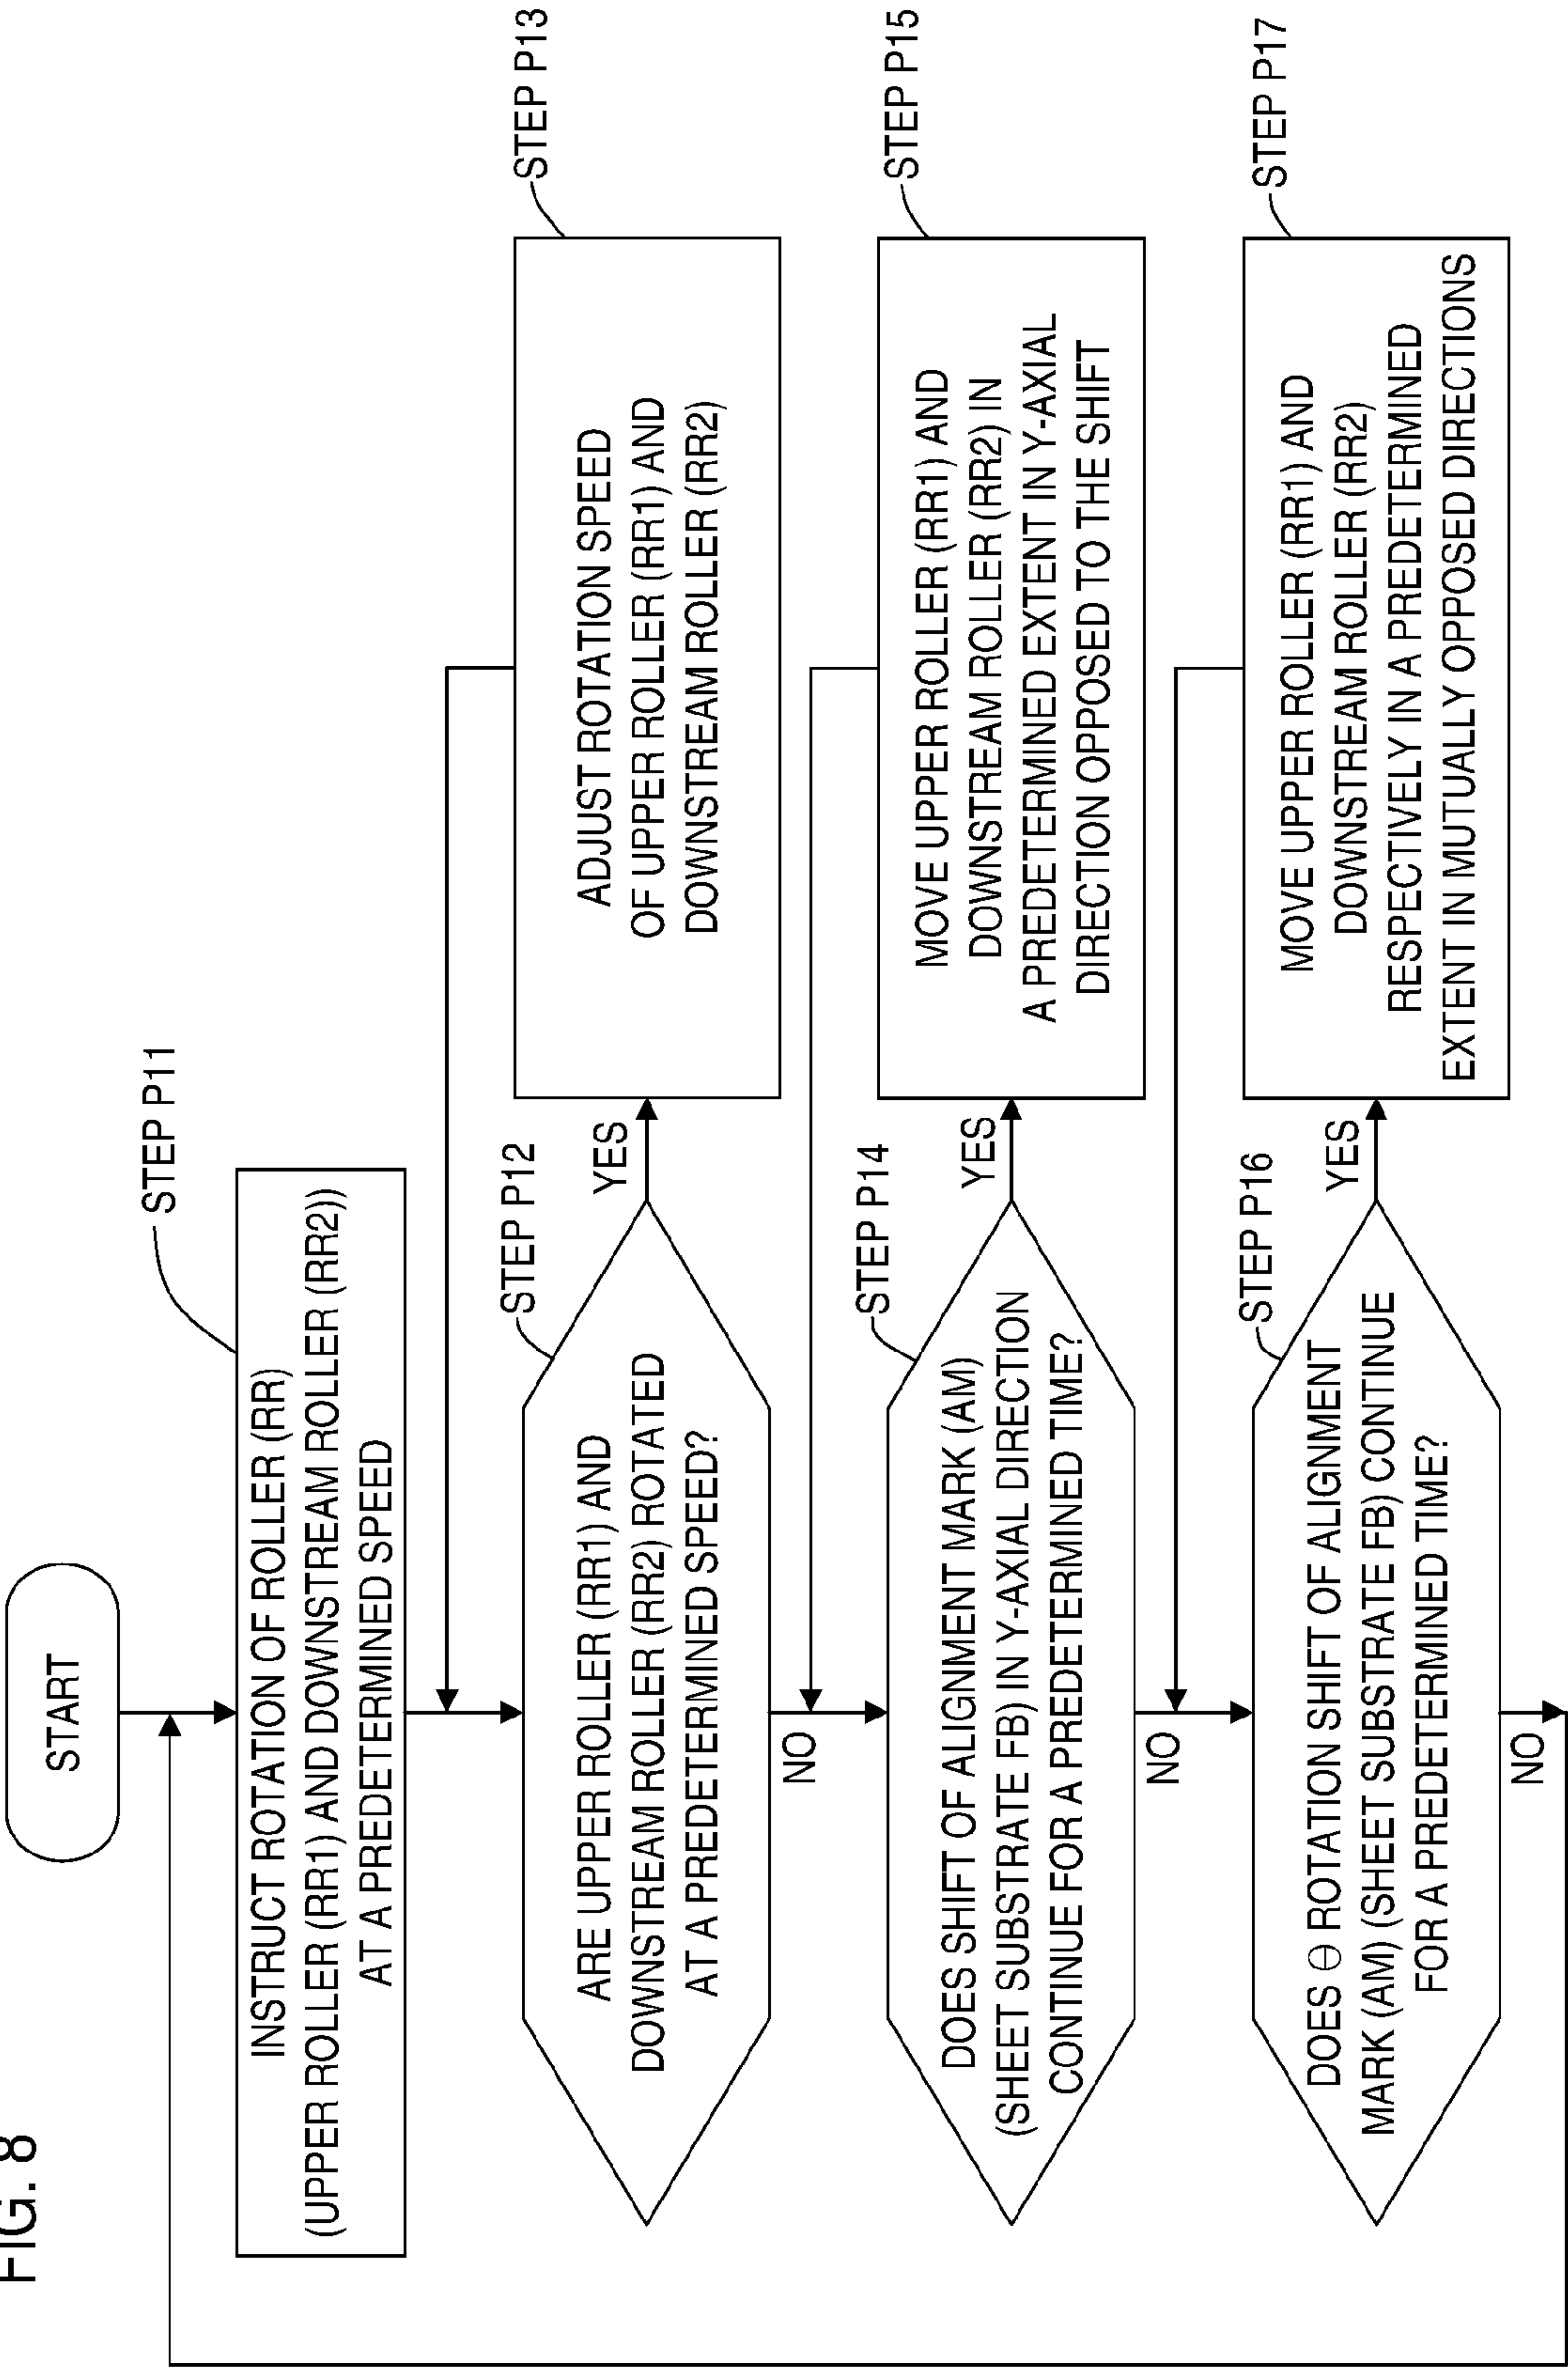 FIG. 8
START
STEP P11
INSTRUCT ROTATION OF ROLLER (RR)
(UPPER ROLLER (RR1) AND DOWNSTREAM ROLLER (RR2))
AT A PREDETERMINED SPEED
STEP P12
ARE UPPER ROLLER (RR1) AND
DOWNSTREAM ROLLER (RR2) ROTATED
AT A PREDETERMINED SPEED?
YES
NO
STEP P13
ADJUST ROTATION SPEED
OF UPPER ROLLER (RR1) AND
DOWNSTREAM ROLLER (RR2)
STEP P14
DOES SHIFT OF ALIGNMENT MARK (AM)
(SHEET SUBSTRATE FB) IN Y-AXIAL DIRECTION
CONTINUE FOR A PREDETERMINED TIME?
YES
NO
STEP P15
MOVE UPPER ROLLER (RR1) AND
DOWNSTREAM ROLLER (RR2) IN
A PREDETERMINED EXTENT IN Y-AXIAL
DIRECTION OPPOSED TO THE SHIFT
STEP P16
DOES Θ ROTATION SHIFT OF ALIGNMENT
MARK (AM) (SHEET SUBSTRATE FB) CONTINUE
FOR A PREDETERMINED TIME?
YES
NO
STEP P17
MOVE UPPER ROLLER (RR1) AND
DOWNSTREAM ROLLER (RR2)
RESPECTIVELY IN A PREDETERMINED
EXTENT IN MUTUALLY OPPOSED DIRECTIONS